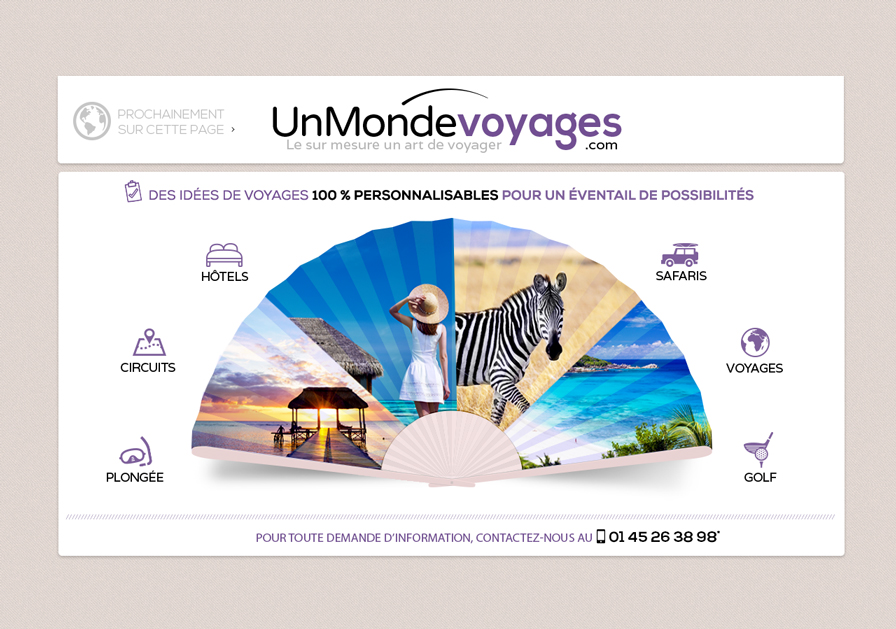 PROCHAINEMENT
SUR CETTE PAGE ›
UnMondevoyages
Le sur mesure un art de voyager
.com
DES IDÉES DE VOYAGES 100 % PERSONNALISABLES POUR UN ÉVENTAIL DE POSSIBILITÉS
HÔTELS
SAFARIS
CIRCUITS
VOYAGES
PLONGÉE
GOLF
POUR TOUTE DEMANDE D'INFORMATION, CONTACTEZ-NOUS AU 01 45 26 38 98*